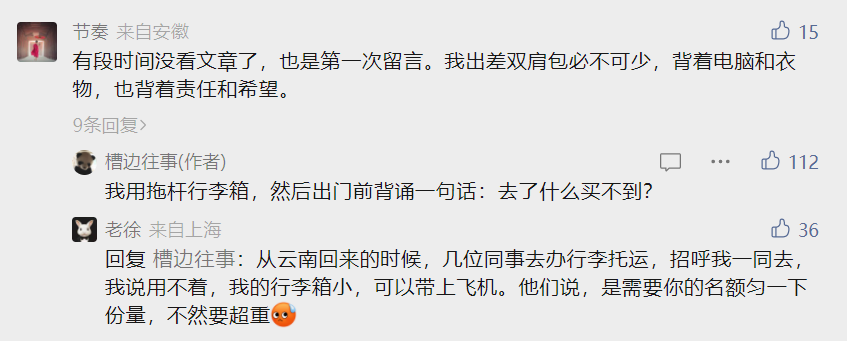 节奏 来自安徽 15
有段时间没看文章了，也是第一次留言。我出差双肩包必不可少，背着电脑和衣
物，也背着责任和希望。
9条回复>
槽边往事(作者) 112
我用拖杆行李箱，然后出门前背诵一句话：去了什么买不到？
老徐 来自上海 36
回复 槽边往事：从云南回来的时候，几位同事去办行李托运，招呼我一同去，
我说用不着，我的行李箱小，可以带上飞机。他们说，是需要你的名额匀一下
份量，不然要超重